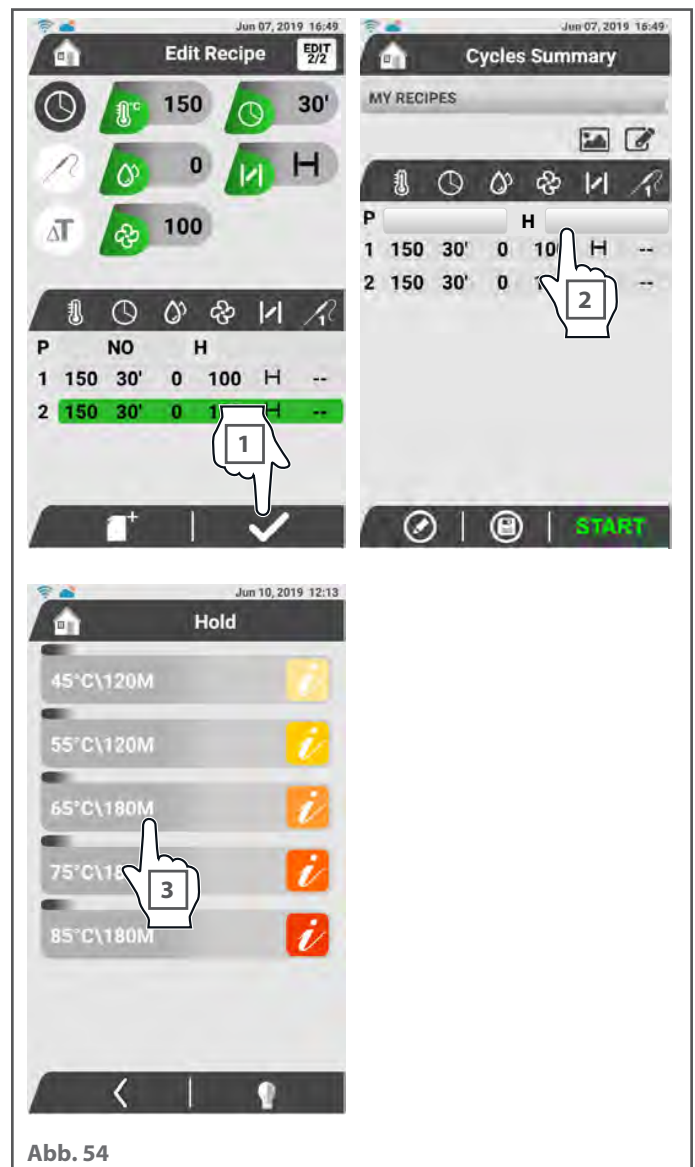 Jun 07, 2019 16:49
Edit Recipe
EDIT 2/2
°C
150
30'
0
ΔT
100
1
P NO H
1 150 30' 0 100 --
2 150 30' 0 --
1
Jun 07, 2019 16:49
Cycles Summary
MY RECIPES
1
P H
1 150 30' 0 --
2 150 30' 0 --
2
START
Jun 10, 2019 12:13
Hold
45°C\120M
i
55°C\120M
i
65°C\180M
i
75°C\
i
3
85°C\180M
i
Abb. 54